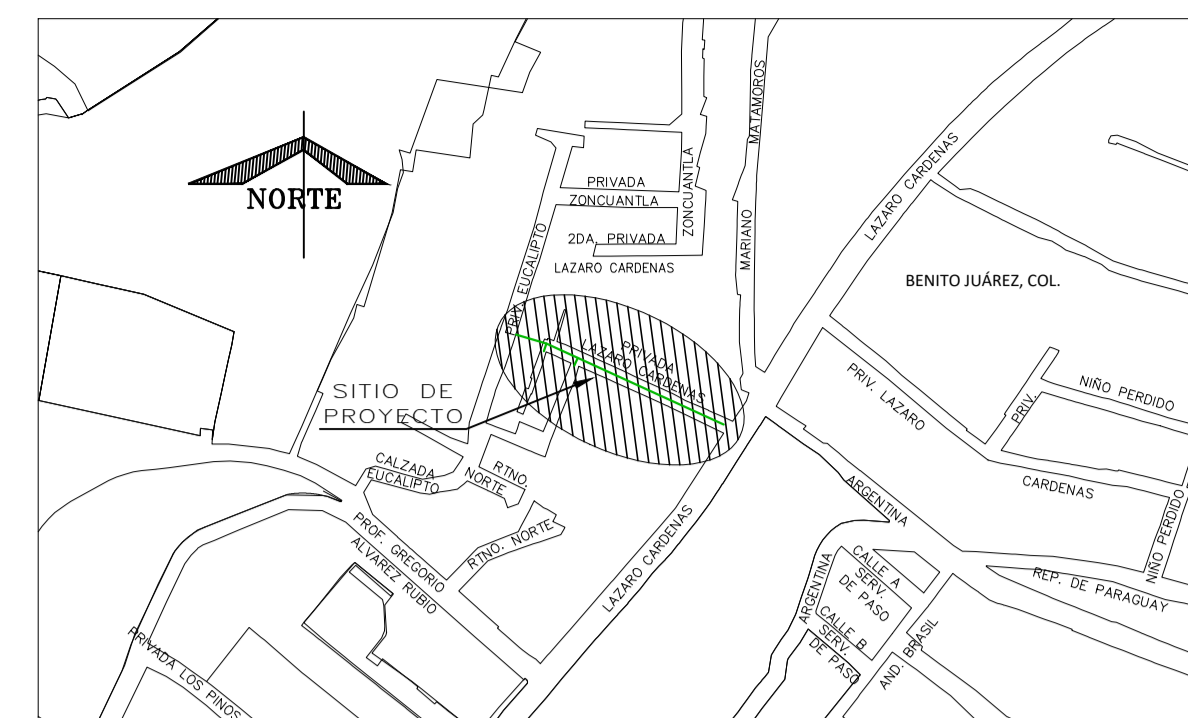 NORTE
MATAMOROS
MARIANO
PRIVADA
ZONCUANTLA
ZONCUANTLA
2DA. PRIVADA
LAZARO CARDENAS
PRIV. EUCALIPTO
LAZARO CARDENAS
BENITO JUÁREZ, COL.
PRIVADA
LAZARO CARDENAS
SITIO DE
PROYECTO
PRIV. LAZARO
CARDENAS
PRIV.
NIÑO PERDIDO
NIÑO PERDIDO
CALZADA
EUCALIPTO
NORTE
RTNO.
RTNO. NORTE
PROF. GREGORIO
ALVAREZ RUBIO
LAZARO CARDENAS
ARGENTINA
ARGENTINA
CALLE A
SERV.
DE PASO
CALLE B
SERV.
DE PASO
REP. DE PARAGUAY
AND. BRASIL
PRIVADA LOS PINOS